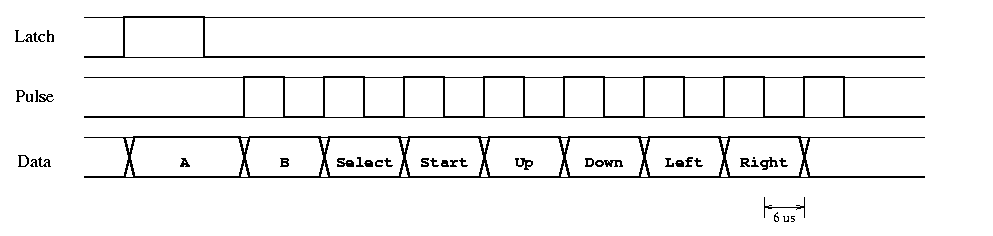 Latch
Pulse
Data A B Select Start Up Down Left Right
6 us